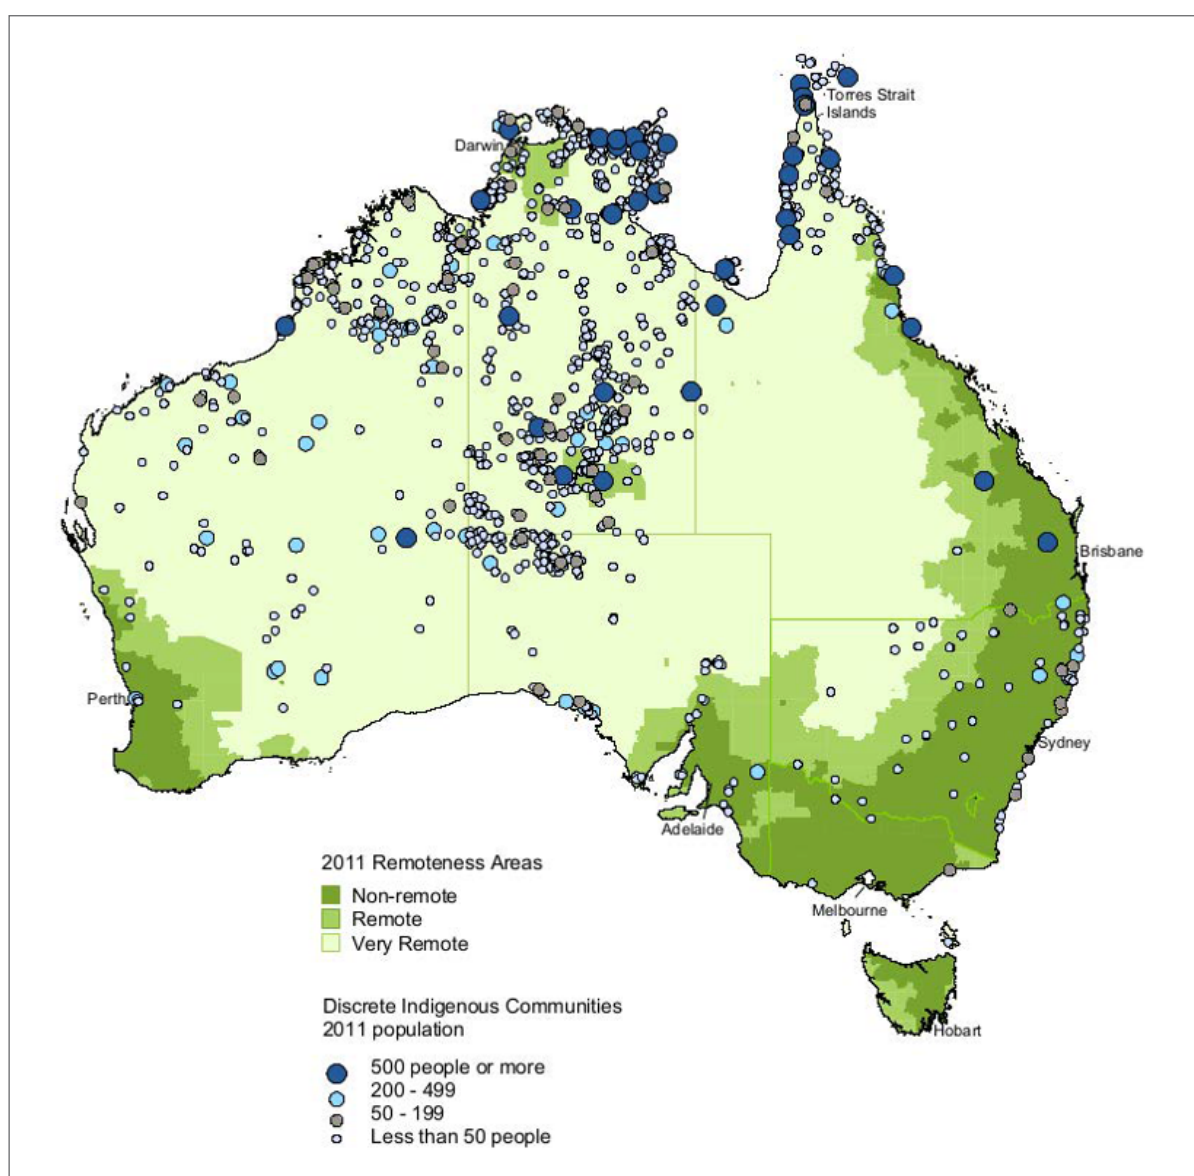 Torres Strait
Islands
Darwin
Brisbane
Perth
Sydney
Adelaide
Melbourne
Hobart
2011 Remoteness Areas
Non-remote
Remote
Very Remote
Discrete Indigenous Communities
2011 population
500 people or more
200 - 499
50 - 199
Less than 50 people